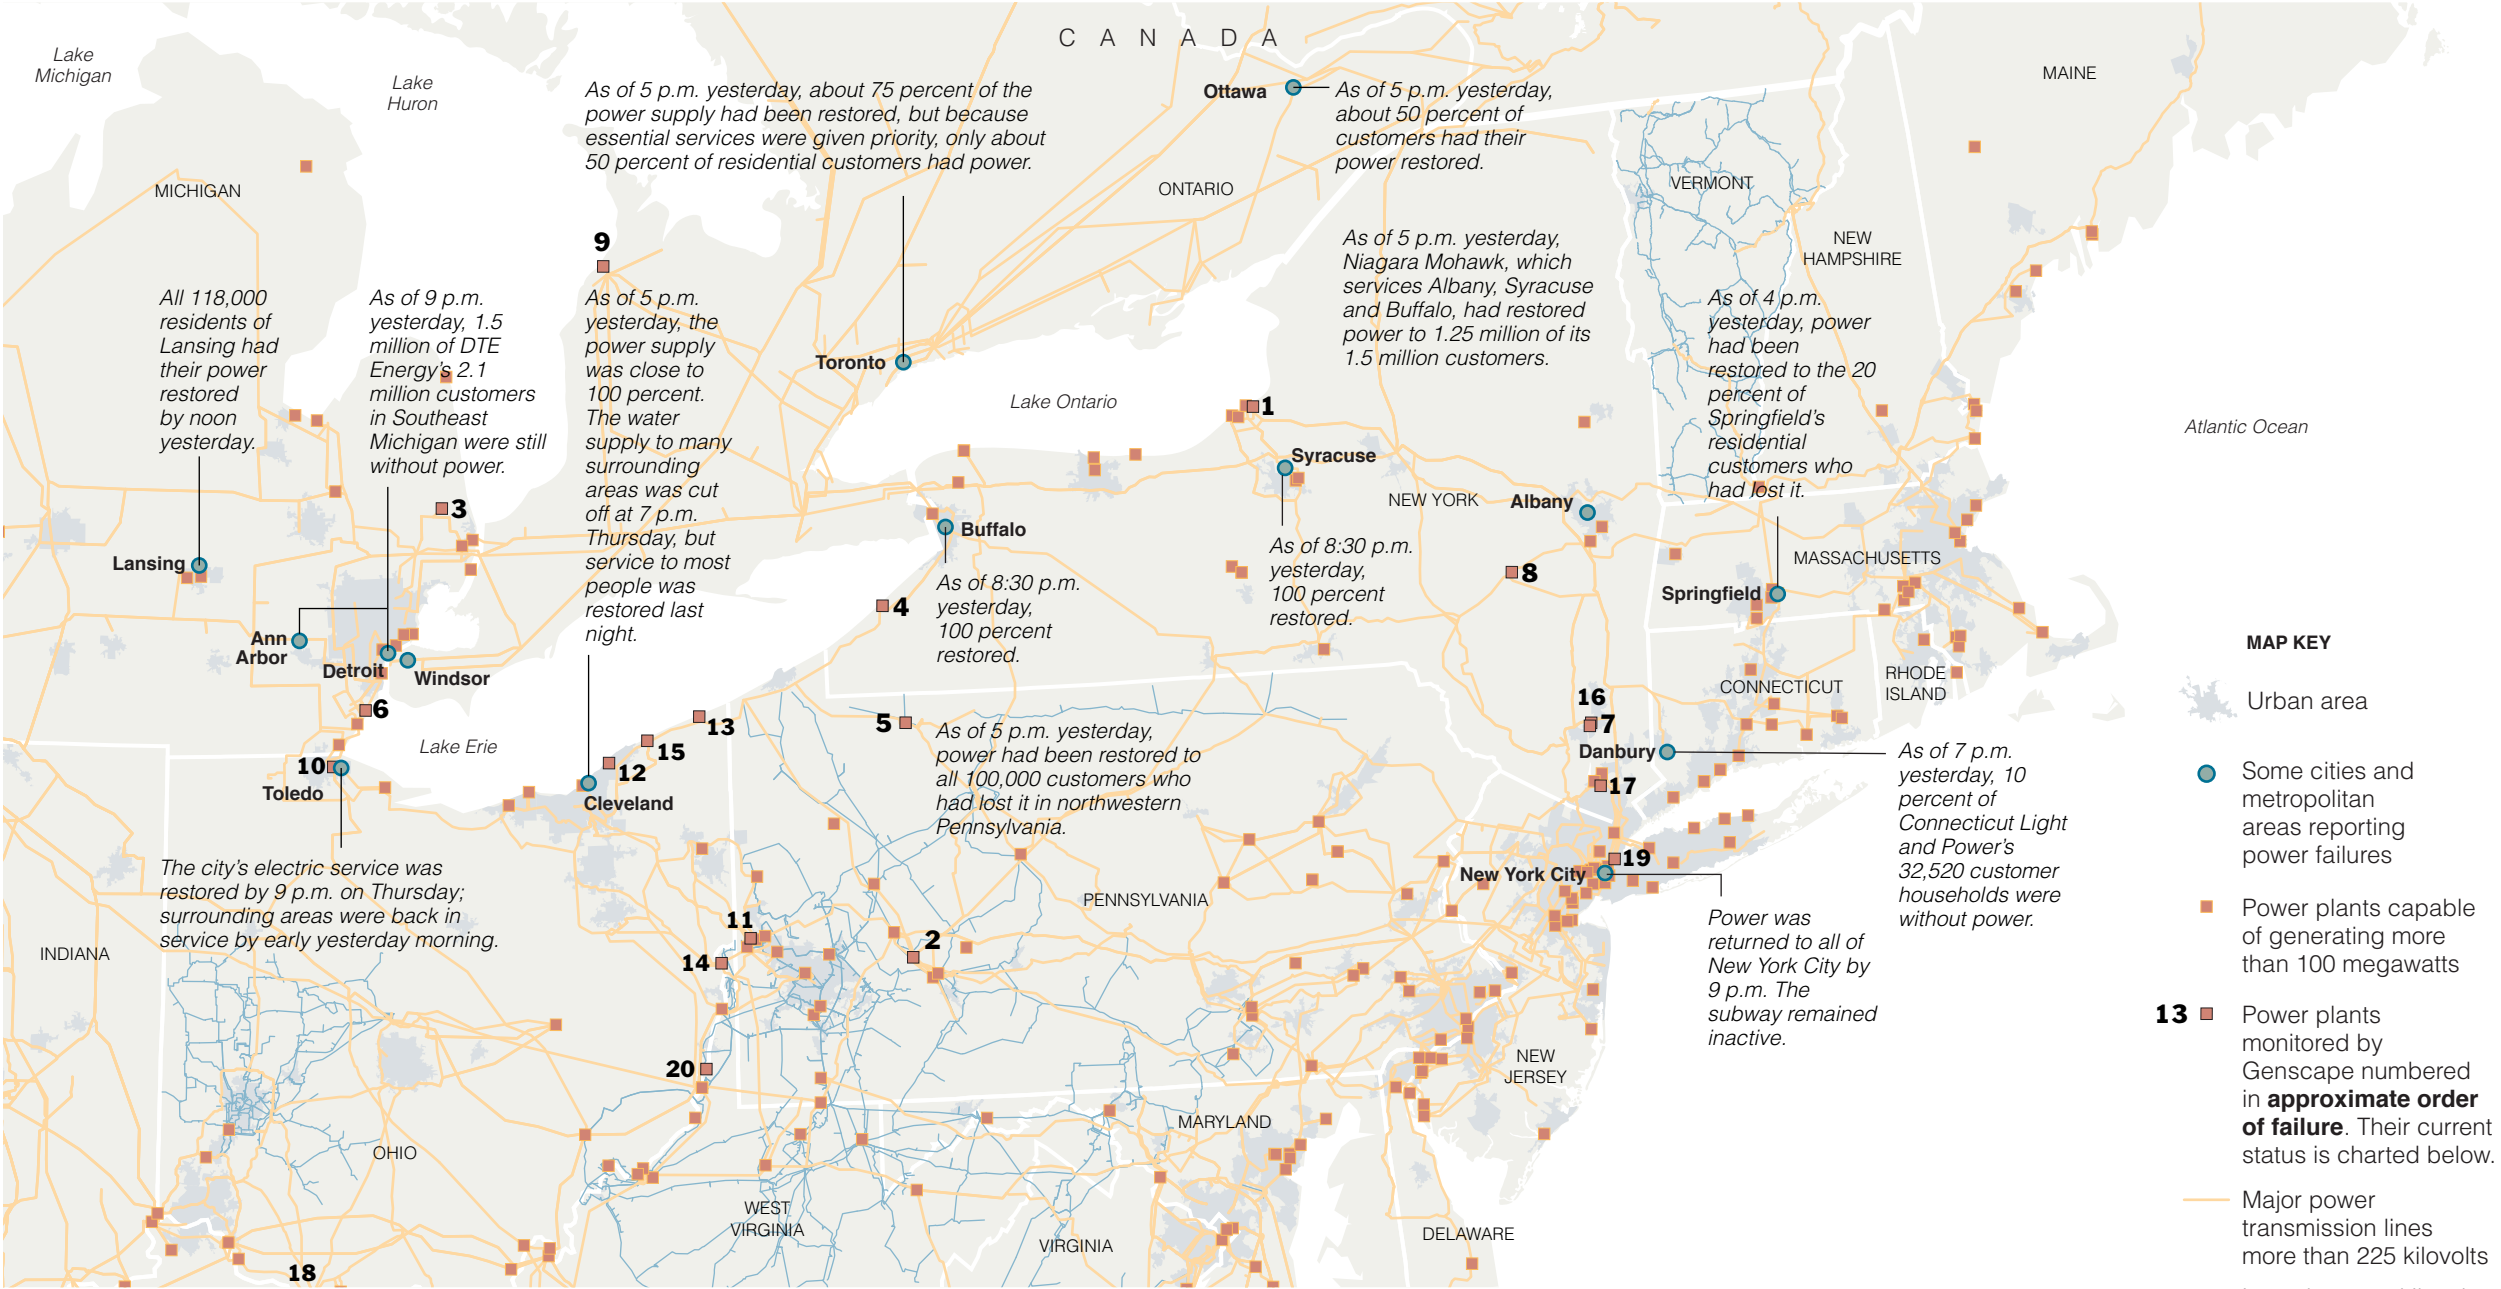 Lake
Michigan
Lake
Huron
C A N A D A
MAINE
MICHIGAN
As of 5 p.m. yesterday, about 75 percent of the
power supply had been restored, but because
essential services were given priority, only about
50 percent of residential customers had power.
Ottawa
As of 5 p.m. yesterday,
about 50 percent of
customers had their
power restored.
ONTARIO
VERMONT
NEW
HAMPSHIRE
9
As of 5 p.m. yesterday,
Niagara Mohawk, which
services Albany, Syracuse
and Buffalo, had restored
power to 1.25 million of its
1.5 million customers.
All 118,000
residents of
Lansing had
their power
restored
by noon
yesterday.
As of 9 p.m.
yesterday, 1.5
million of DTE
Energy's 2.1
million customers
in Southeast
Michigan were still
without power.
As of 5 p.m.
yesterday, the
power supply
was close to
100 percent.
The water
supply to many
surrounding
areas was cut
off at 7 p.m.
Thursday, but
service to most
people was
restored last
night.
As of 4 p.m.
yesterday, power
had been
restored to the 20
percent of
Springfield's
residential
customers who
had lost it.
Toronto
Lake Ontario
1
Atlantic Ocean
Syracuse
NEW YORK
Albany
3
Buffalo
Lansing
As of 8:30 p.m.
yesterday,
100 percent
restored.
As of 8:30 p.m.
yesterday,
100 percent
restored.
8
MASSACHUSETTS
Springfield
4
Ann
Arbor
Detroit
Windsor
6
RHODE
ISLAND
CONNECTICUT
16
7
5
13
15
12
Lake Erie
10
Toledo
Cleveland
As of 5 p.m. yesterday,
power had been restored to
all 100,000 customers who
had lost it in northwestern
Pennsylvania.
Danbury
17
As of 7 p.m.
yesterday, 10
percent of
Connecticut Light
and Power's
32,520 customer
households were
without power.
The city's electric service was
restored by 9 p.m. on Thursday;
surrounding areas were back in
service by early yesterday morning.
19
New York City
PENNSYLVANIA
Power was
returned to all of
New York City by
9 p.m. The
subway remained
inactive.
INDIANA
11
2
14
20
NEW
JERSEY
MARYLAND
OHIO
WEST
VIRGINIA
VIRGINIA
DELAWARE
18
MAP KEY
Urban area
Some cities and
metropolitan
areas reporting
power failures
Power plants capable
of generating more
than 100 megawatts
13
Power plants
monitored by
Genscape numbered
in approximate order
of failure. Their current
status is charted below.
Major power
transmission lines
more than 225 kilovolts